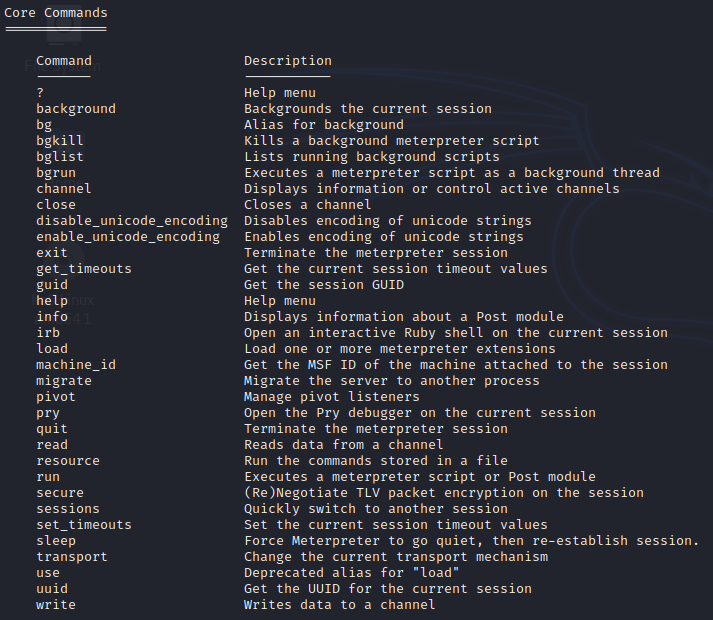 Core Commands
Command Description
? Help menu
background Backgrounds the current session
bg Alias for background
bgkill Kills a background meterpreter script
bglist Lists running background scripts
bgrun Executes a meterpreter script as a background thread
channel Displays information or control active channels
close Closes a channel
disable_unicode_encoding Disables encoding of unicode strings
enable_unicode_encoding Enables encoding of unicode strings
exit Terminate the meterpreter session
get_timeouts Get the current session timeout values
guid Get the session GUID
help Help menu
info Displays information about a Post module
irb Open an interactive Ruby shell on the current session
load Load one or more meterpreter extensions
machine_id Get the MSF ID of the machine attached to the session
migrate Migrate the server to another process
pivot Manage pivot listeners
pry Open the Pry debugger on the current session
quit Terminate the meterpreter session
read Reads data from a channel
resource Run the commands stored in a file
run Executes a meterpreter script or Post module
secure (Re)Negotiate TLV packet encryption on the session
sessions Quickly switch to another session
set_timeouts Set the current session timeout values
sleep Force Meterpreter to go quiet, then re-establish session.
transport Change the current transport mechanism
use Deprecated alias for "load"
uuid Get the UUID for the current session
write Writes data to a channel